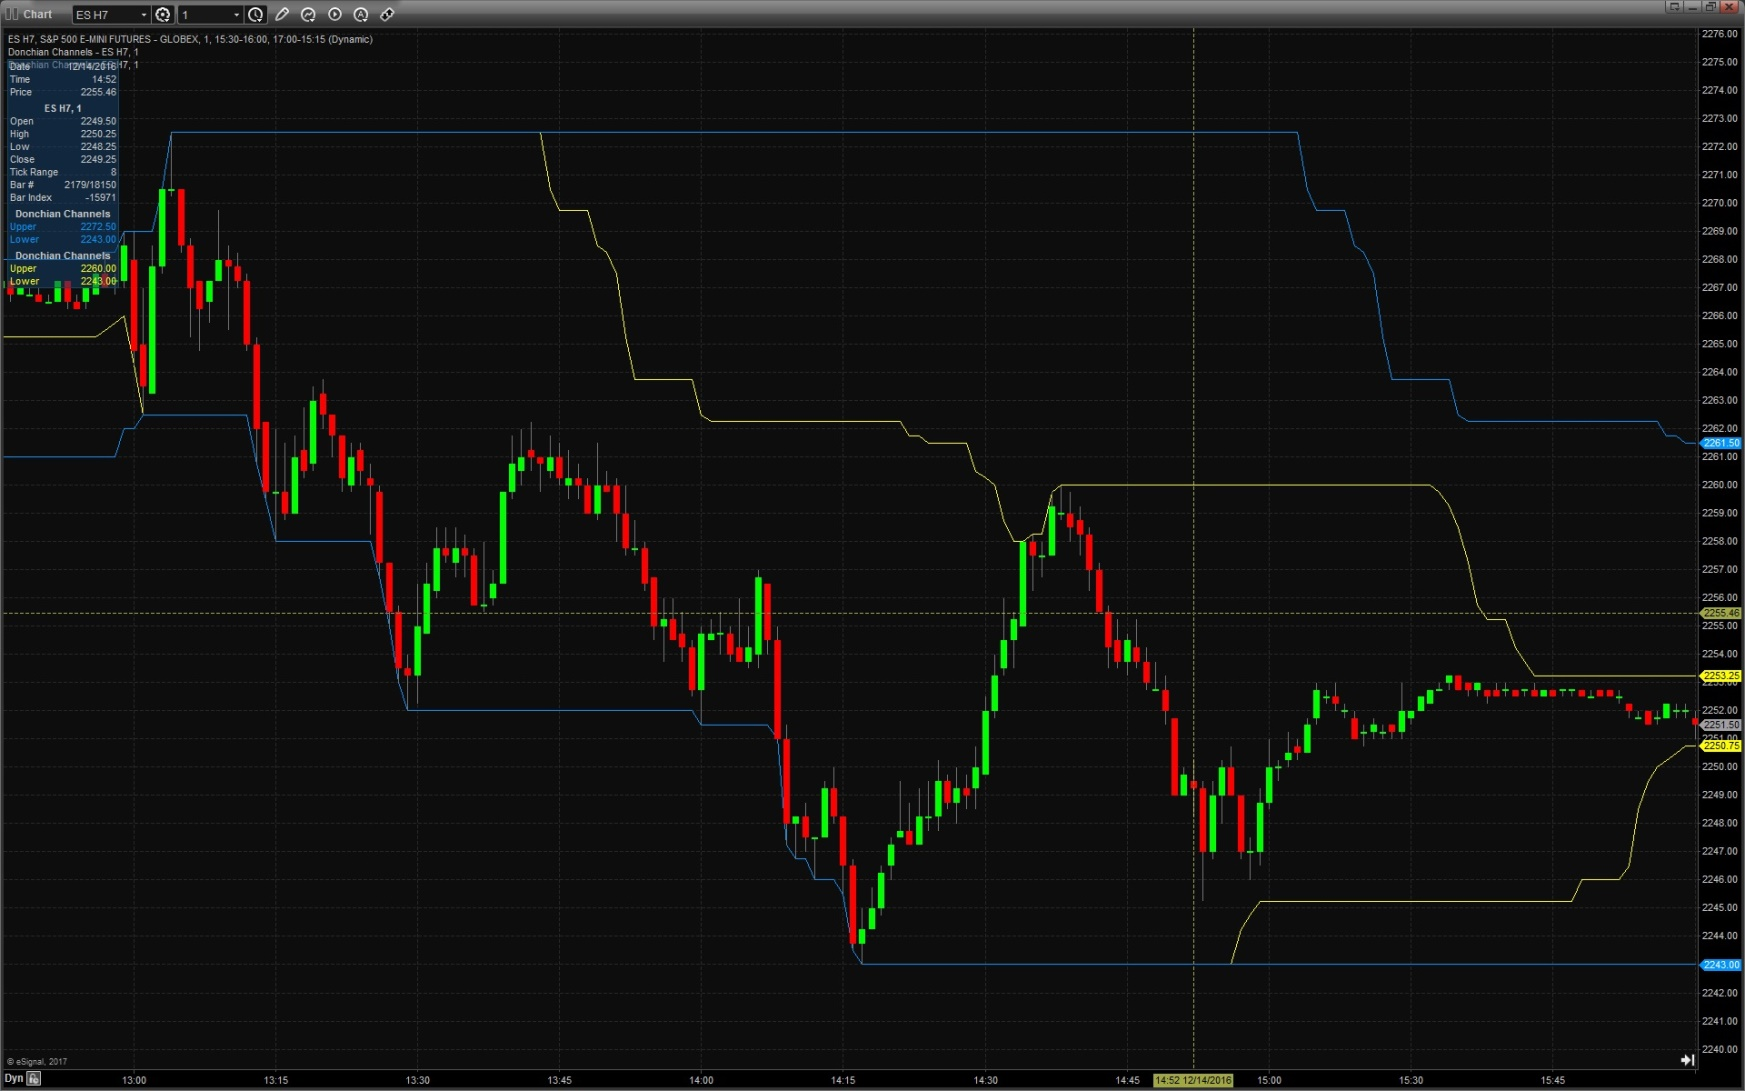 Chart ES H7 1
ES H7, S&P 500 E-MINI FUTURES - GLOBEX, 1, 15:30-16:00, 17:00-15:15 (Dynamic)
Donchian Channels - ES H7, 1
Donchian Channels - ES H7, 1
Date 12/14/2016
Time 14:52
Price 2255.46
ES H7, 1
Open 2249.50
High 2250.25
Low 2248.25
Close 2249.25
Tick Range 8
Bar # 2179/18150
Bar Index -15971
Donchian Channels
Upper 2272.50
Lower 2243.00
Donchian Channels
Upper 2260.00
Lower 2243.00
2276.00
2275.00
2274.00
2273.00
2272.00
2271.00
2270.00
2269.00
2268.00
2267.00
2266.00
2265.00
2264.00
2263.00
2262.00
2261.50
2261.00
2260.00
2259.00
2258.00
2257.00
2256.00
2255.46
2255.00
2254.00
2253.25
2253.00
2252.00
2251.50
2251.00
2250.75
2250.00
2249.00
2248.00
2247.00
2246.00
2245.00
2244.00
2243.00
2242.00
2241.00
2240.00
© eSignal, 2017
Dyn 13:00 13:15 13:30 13:45 14:00 14:15 14:30 14:45 14:52 12/14/2016 15:00 15:30 15:45